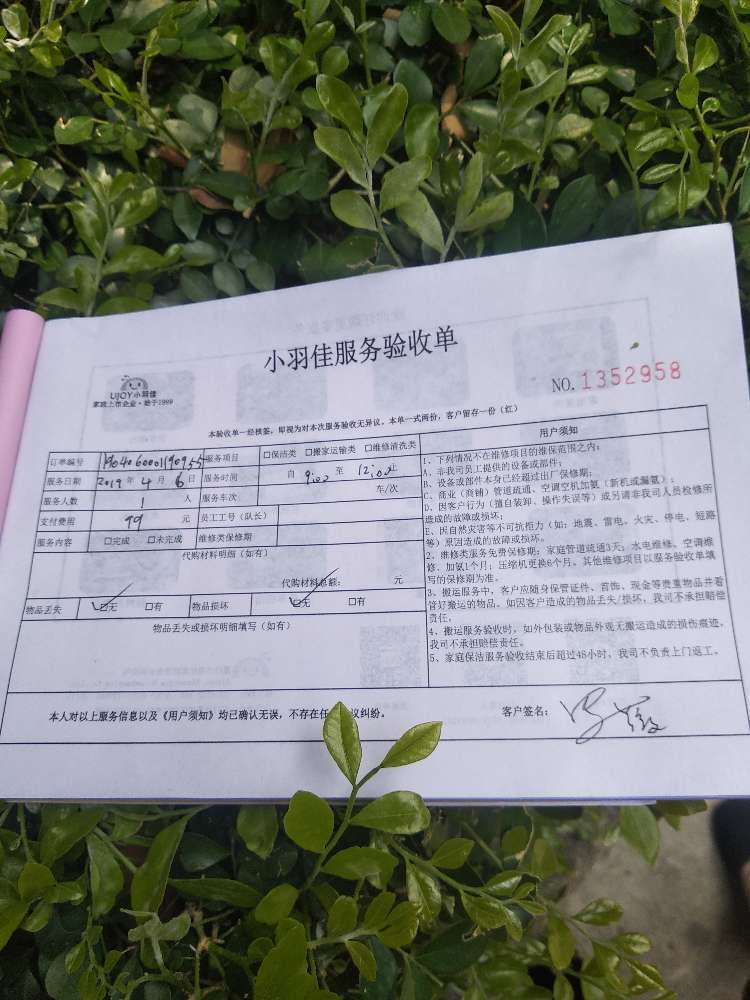 小羽佳服务验收单
UJOY小羽佳
家政上市企业·始于1999
NO.1352958
本验收单一经核签，即视为对本次服务验收无异议，本单一式两份，客户留存一份（红）
订单编号 190406000190955 服务项目 □保洁类 □搬家运输类 □维修清洗类
服务日期 2019年4月6日 服务时间 自 9:00 至 12:00 止
服务人数 1 人 服务车次 车/次
支付费用 99 元 员工工号（队长）
服务内容 □完成 □未完成 维修类保修期
代购材料明细（如有）
代购材料总额： 元
物品丢失 ☑无 □有 物品损坏 ☑无 □有
物品丢失或损坏明细填写（如有）
用户须知
1、下列情况不在维修项目的维保范围之内：
A、非我司员工提供的设备或部件；
B、设备或部件本身已经超过出厂保修期；
C、商业（商铺）管道疏通、空调空机加氟（新机或漏氟）；
D、因客户行为（擅自装卸、操作失误等）或另请非我司人员检修所
造成的故障或损坏；
E、因自然灾害等不可抗拒力（如：地震、雷电、火灾、停电、短路
等）原因造成的故障或损坏。
2、维修类服务免费保修期：家庭管道疏通3天；水电维修、空调维
修、加氟1个月；压缩机更换6个月。其他维修项目以服务验收单填
写的保修期为准。
3、搬运服务中，客户应随身保管证件、首饰、现金等贵重物品并看
管好搬运的物品。如因客户造成的物品丢失/损坏，我司不承担赔偿
责任。
4、搬运服务验收时，如外包装或物品外观无搬运造成的损伤痕迹，
我司不承担赔偿责任。
5、家庭保洁服务验收结束后超过48小时，我司不负责上门返工。
本人对以上服务信息以及《用户须知》均已确认无误，不存在任 议纠纷。
客户签名：